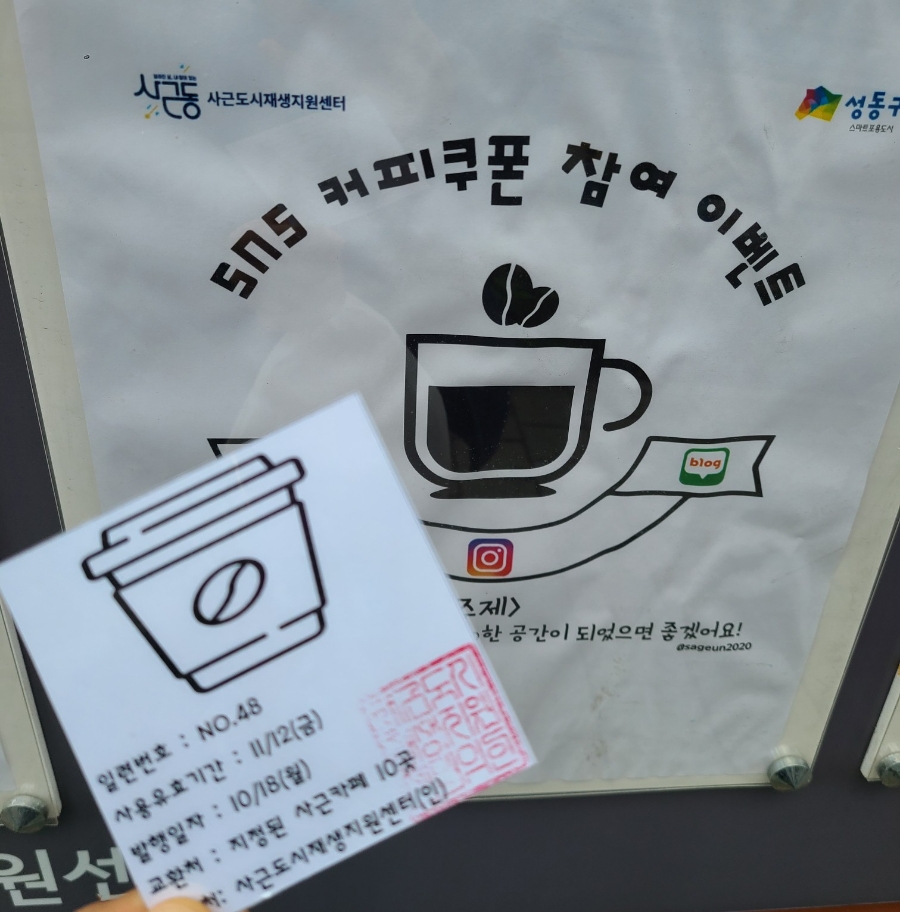 사근동 사근도시재생지원센터
성동구
스마트포용도시
SNS 커피쿠폰 참여 이벤트
blog
즈제>
한 공간이 되었으면 좋겠어요!
@sageun2020
일련번호 : NO.48
사용유효기간 : 11/12(금)
발행일자 : 10/18(월)
교환처 : 지정된 사근카페 10곳
처: 사근도시재생지원센터(인)
원센